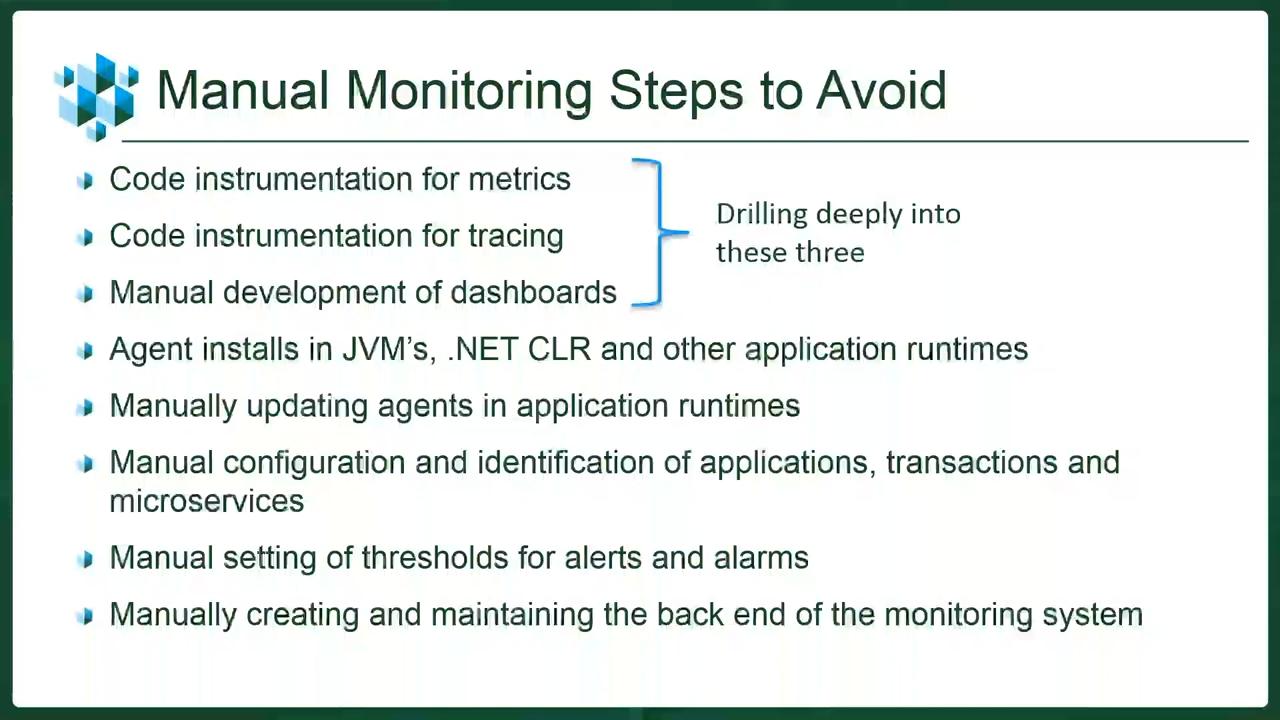 Manual Monitoring Steps to Avoid
Code instrumentation for metrics
Code instrumentation for tracing
Manual development of dashboards
Drilling deeply into
these three
Agent installs in JVM’s, .NET CLR and other application runtimes
Manually updating agents in application runtimes
Manual configuration and identification of applications, transactions and
microservices
Manual setting of thresholds for alerts and alarms
Manually creating and maintaining the back end of the monitoring system